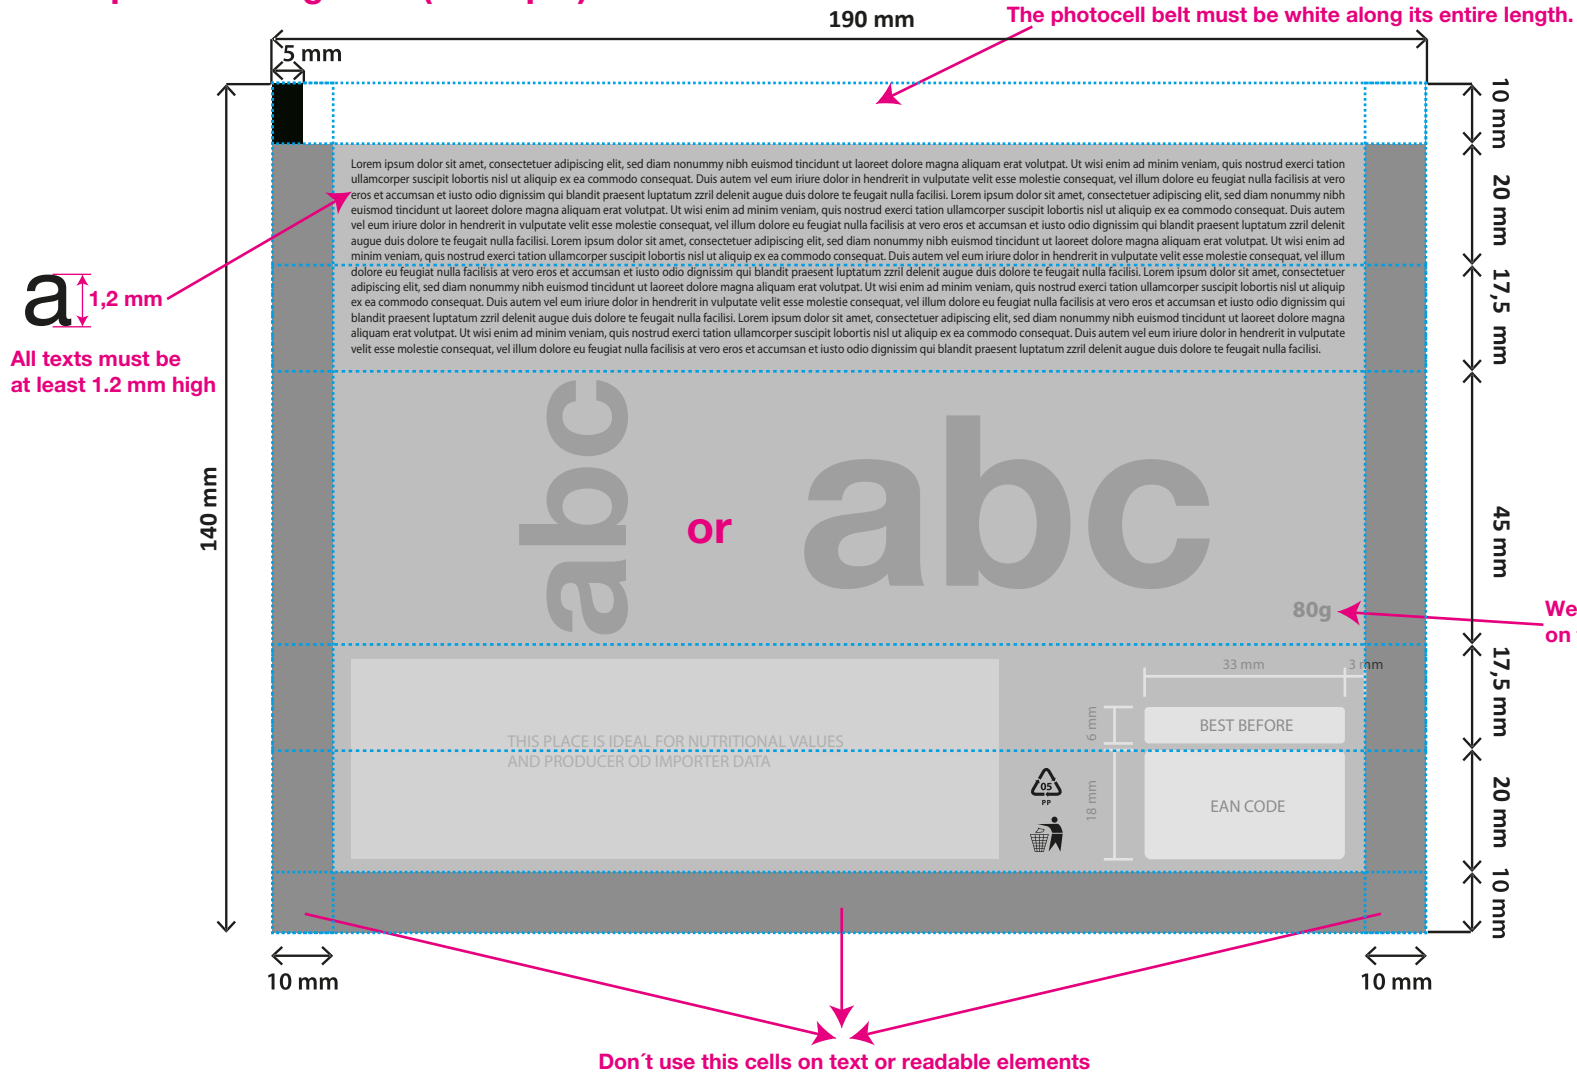 190 mm
The photocell belt must be white along its entire length.
5 mm
10 mm
Lorem ipsum dolor sit amet, consectetuer adipiscing elit, sed diam nonummy nibh euismod tincidunt ut laoreet dolore magna aliquam erat volutpat. Ut wisi enim ad minim veniam, quis nostrud exerci tation
ullamcorper suscipit lobortis nisl ut aliquip ex ea commodo consequat. Duis autem vel eum iriure dolor in hendrerit in vulputate velit esse molestie consequat, vel illum dolore eu feugiat nulla facilisis at vero
eros et accumsan et iusto odio dignissim qui blandit praesent luptatum zzril delenit augue duis dolore te feugait nulla facilisi. Lorem ipsum dolor sit amet, consectetuer adipiscing elit, sed diam nonummy nibh
euismod tincidunt ut laoreet dolore magna aliquam erat volutpat. Ut wisi enim ad minim veniam, quis nostrud exerci tation ullamcorper suscipit lobortis nisl ut aliquip ex ea commodo consequat. Duis autem
vel eum iriure dolor in hendrerit in vulputate velit esse molestie consequat, vel illum dolore eu feugiat nulla facilisis at vero eros et accumsan et iusto odio dignissim qui blandit praesent luptatum zzril delenit
augue duis dolore te feugait nulla facilisi. Lorem ipsum dolor sit amet, consectetuer adipiscing elit, sed diam nonummy nibh euismod tincidunt ut laoreet dolore magna aliquam erat volutpat. Ut wisi enim ad
minim veniam, quis nostrud exerci tation ullamcorper suscipit lobortis nisl ut aliquip ex ea commodo consequat. Duis autem vel eum iriure dolor in hendrerit in vulputate velit esse molestie consequat, vel illum
dolore eu feugiat nulla facilisis at vero eros et accumsan et iusto odio dignissim qui blandit praesent luptatum zzril delenit augue duis dolore te feugait nulla facilisi. Lorem ipsum dolor sit amet, consectetuer
adipiscing elit, sed diam nonummy nibh euismod tincidunt ut laoreet dolore magna aliquam erat volutpat. Ut wisi enim ad minim veniam, quis nostrud exerci tation ullamcorper suscipit lobortis nisl ut aliquip
ex ea commodo consequat. Duis autem vel eum iriure dolor in hendrerit in vulputate velit esse molestie consequat, vel illum dolore eu feugiat nulla facilisis at vero eros et accumsan et iusto odio dignissim qui
blandit praesent luptatum zzril delenit augue duis dolore te feugait nulla facilisi. Lorem ipsum dolor sit amet, consectetuer adipiscing elit, sed diam nonummy nibh euismod tincidunt ut laoreet dolore magna
aliquam erat volutpat. Ut wisi enim ad minim veniam, quis nostrud exerci tation ullamcorper suscipit lobortis nisl ut aliquip ex ea commodo consequat. Duis autem vel eum iriure dolor in hendrerit in vulputate
velit esse molestie consequat, vel illum dolore eu feugiat nulla facilisis at vero eros et accumsan et iusto odio dignissim qui blandit praesent luptatum zzril delenit augue duis dolore te feugait nulla facilisi.
20 mm
17,5 mm
a 1,2 mm
All texts must be
at least 1.2 mm high
140 mm
abc
or
abc
45 mm
80g
We
on
33 mm
3 mm
17,5 mm
6 mm
BEST BEFORE
THIS PLACE IS IDEAL FOR NUTRITIONAL VALUES
AND PRODUCER OD IMPORTER DATA
05
PP
18 mm
EAN CODE
20 mm
10 mm
10 mm
10 mm
Don´t use this cells on text or readable elements